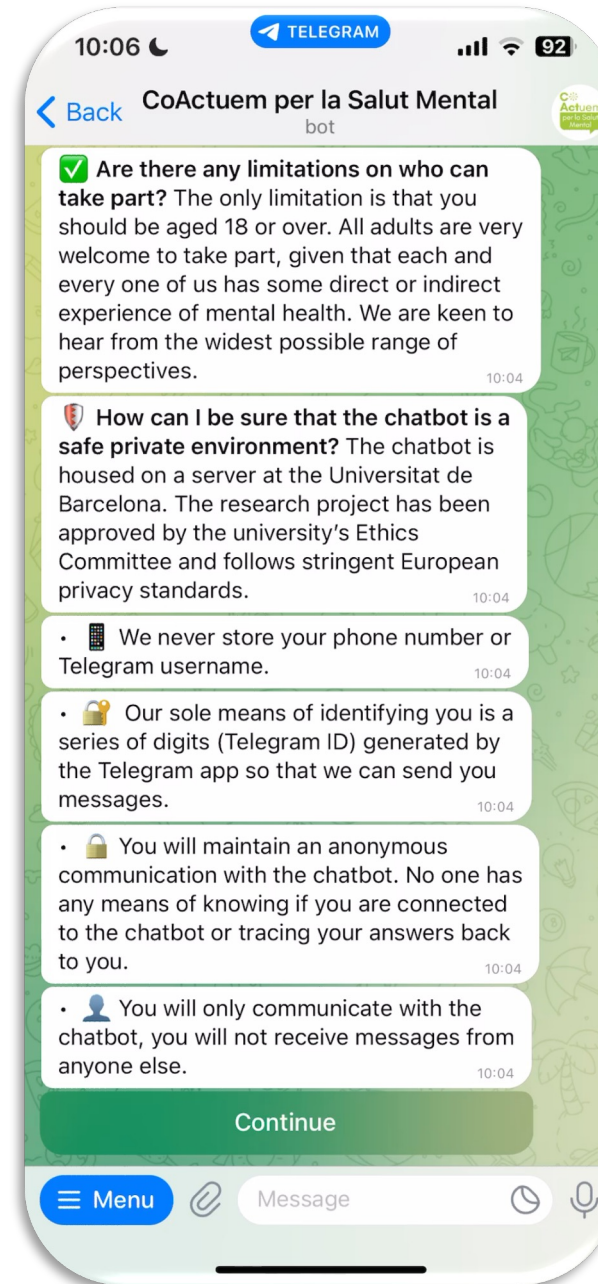 10:06
TELEGRAM
92
Back
CoActuem per la Salut Mental
bot
C
Actuem
per la Salut
Mental
Are there any limitations on who can
take part? The only limitation is that you
should be aged 18 or over. All adults are very
welcome to take part, given that each and
every one of us has some direct or indirect
experience of mental health. We are keen to
hear from the widest possible range of
perspectives.
10:04
How can I be sure that the chatbot is a
safe private environment? The chatbot is
housed on a server at the Universitat de
Barcelona. The research project has been
approved by the university’s Ethics
Committee and follows stringent European
privacy standards.
10:04
• We never store your phone number or
Telegram username.
10:04
• Our sole means of identifying you is a
series of digits (Telegram ID) generated by
the Telegram app so that we can send you
messages.
10:04
• You will maintain an anonymous
communication with the chatbot. No one has
any means of knowing if you are connected
to the chatbot or tracing your answers back
to you.
10:04
• You will only communicate with the
chatbot, you will not receive messages from
anyone else.
10:04
Continue
Menu
Message